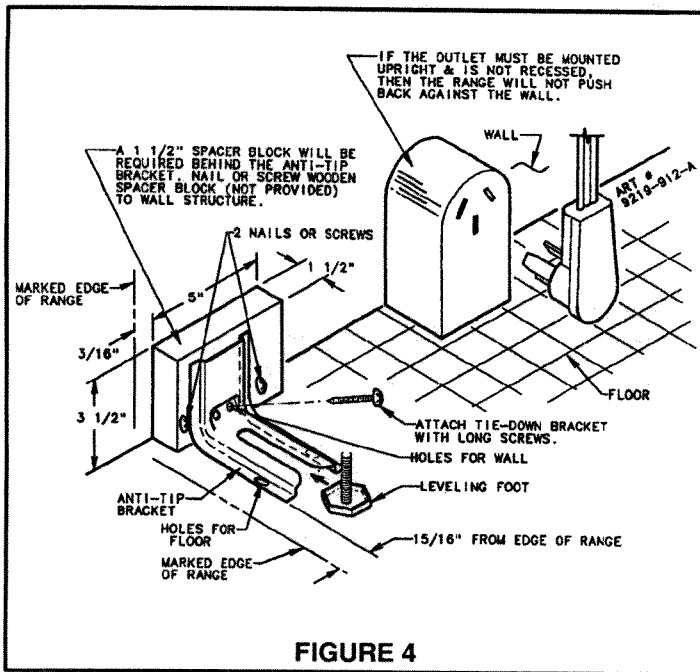 IF THE OUTLET MUST BE MOUNTED
UPRIGHT & IS NOT RECESSED,
THEN THE RANGE WILL NOT PUSH
BACK AGAINST THE WALL.
WALL
ART #
9219-912-A
A 1 1/2" SPACER BLOCK WILL BE
REQUIRED BEHIND THE ANTI-TIP
BRACKET. NAIL OR SCREW WOODEN
SPACER BLOCK (NOT PROVIDED)
TO WALL STRUCTURE.
2 NAILS OR SCREWS
1 1/2"
MARKED EDGE
OF RANGE
5"
3/16"
3 1/2"
FLOOR
ATTACH TIE-DOWN BRACKET
WITH LONG SCREWS.
HOLES FOR WALL
LEVELING FOOT
ANTI-TIP
BRACKET
HOLES FOR
FLOOR
15/16" FROM EDGE OF RANGE
MARKED EDGE
OF RANGE
FIGURE 4